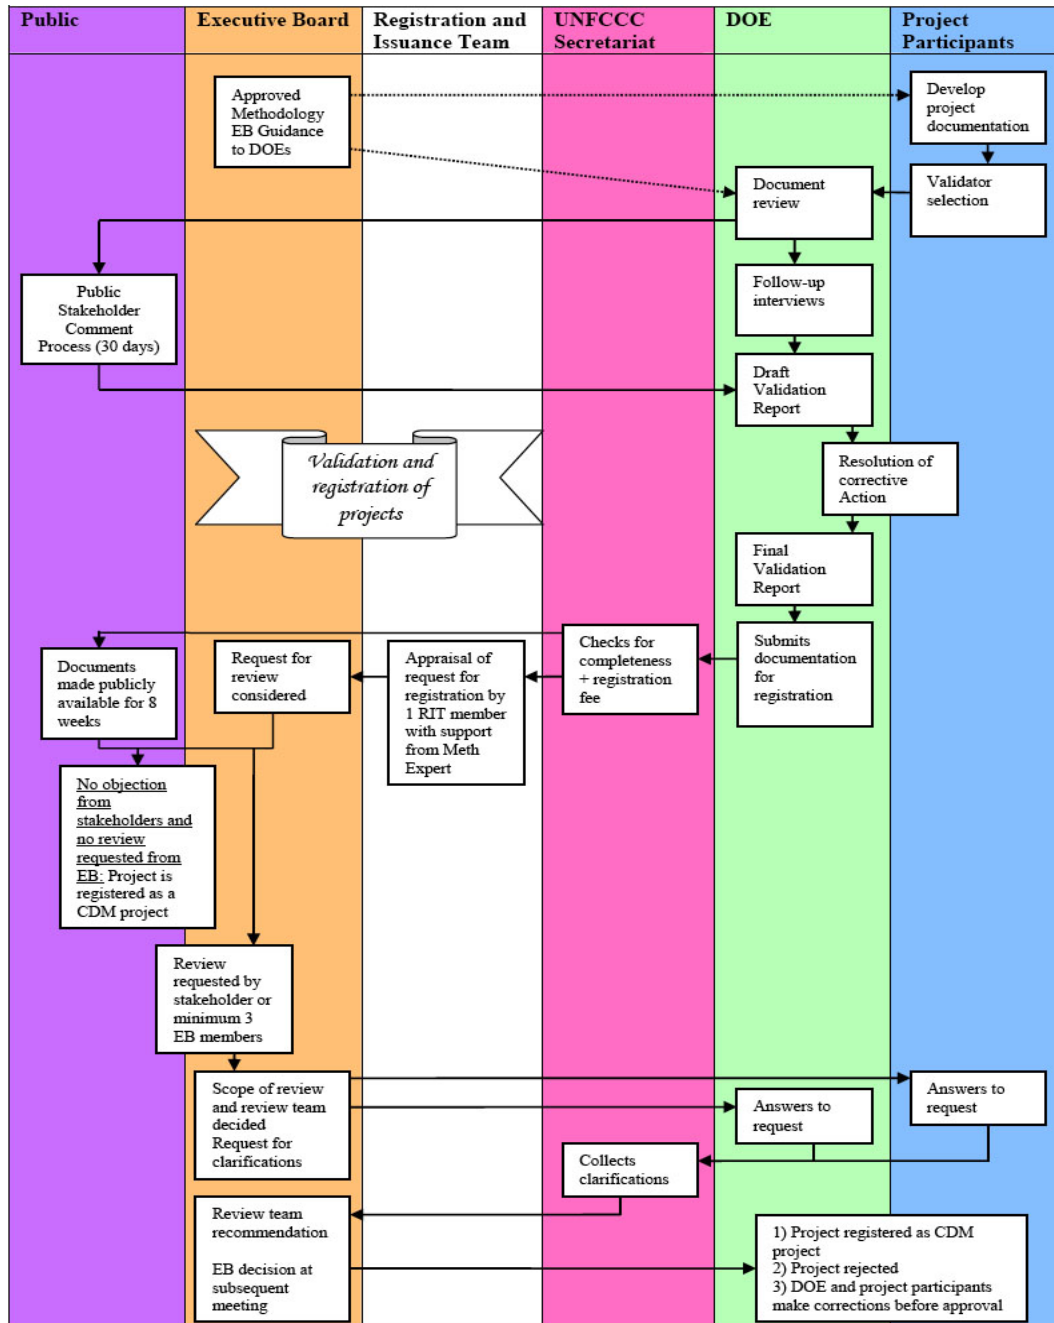 Public
Executive Board
Registration and
Issuance Team
UNFCCC
Secretariat
DOE
Project
Participants
Approved
Methodology
EB Guidance
to DOEs
Develop
project
documentation
Document
review
Validator
selection
Public
Stakeholder
Comment
Process (30 days)
Follow-up
interviews
Draft
Validation
Report
Validation and
registration of
projects
Resolution of
corrective
Action
Final
Validation
Report
Documents
made publicly
available for 8
weeks
Request for
review
considered
Appraisal of
request for
registration by
1 RIT member
with support
from Meth
Expert
Checks for
completeness
+ registration
fee
Submits
documentation
for
registration
No objection
from
stakeholders and
no review
requested from
EB: Project is
registered as a
CDM project
Review
requested by
stakeholder or
minimum 3
EB members
Scope of review
and review team
decided
Request for
clarifications
Answers to
request
Answers to
request
Collects
clarifications
Review team
recommendation
EB decision at
subsequent
meeting
1) Project registered as CDM
project
2) Project rejected
3) DOE and project participants
make corrections before approval